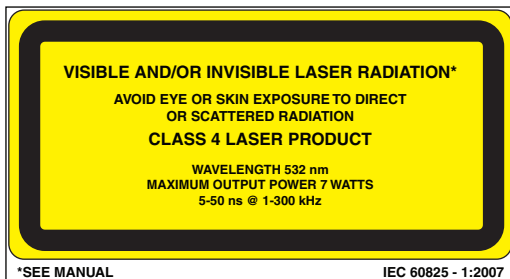 VISIBLE AND/OR INVISIBLE LASER RADIATION*
AVOID EYE OR SKIN EXPOSURE TO DIRECT
OR SCATTERED RADIATION
CLASS 4 LASER PRODUCT
WAVELENGTH 532 nm
MAXIMUM OUTPUT POWER 7 WATTS
5-50 ns @ 1-300 kHz
*SEE MANUAL IEC 60825 - 1:2007